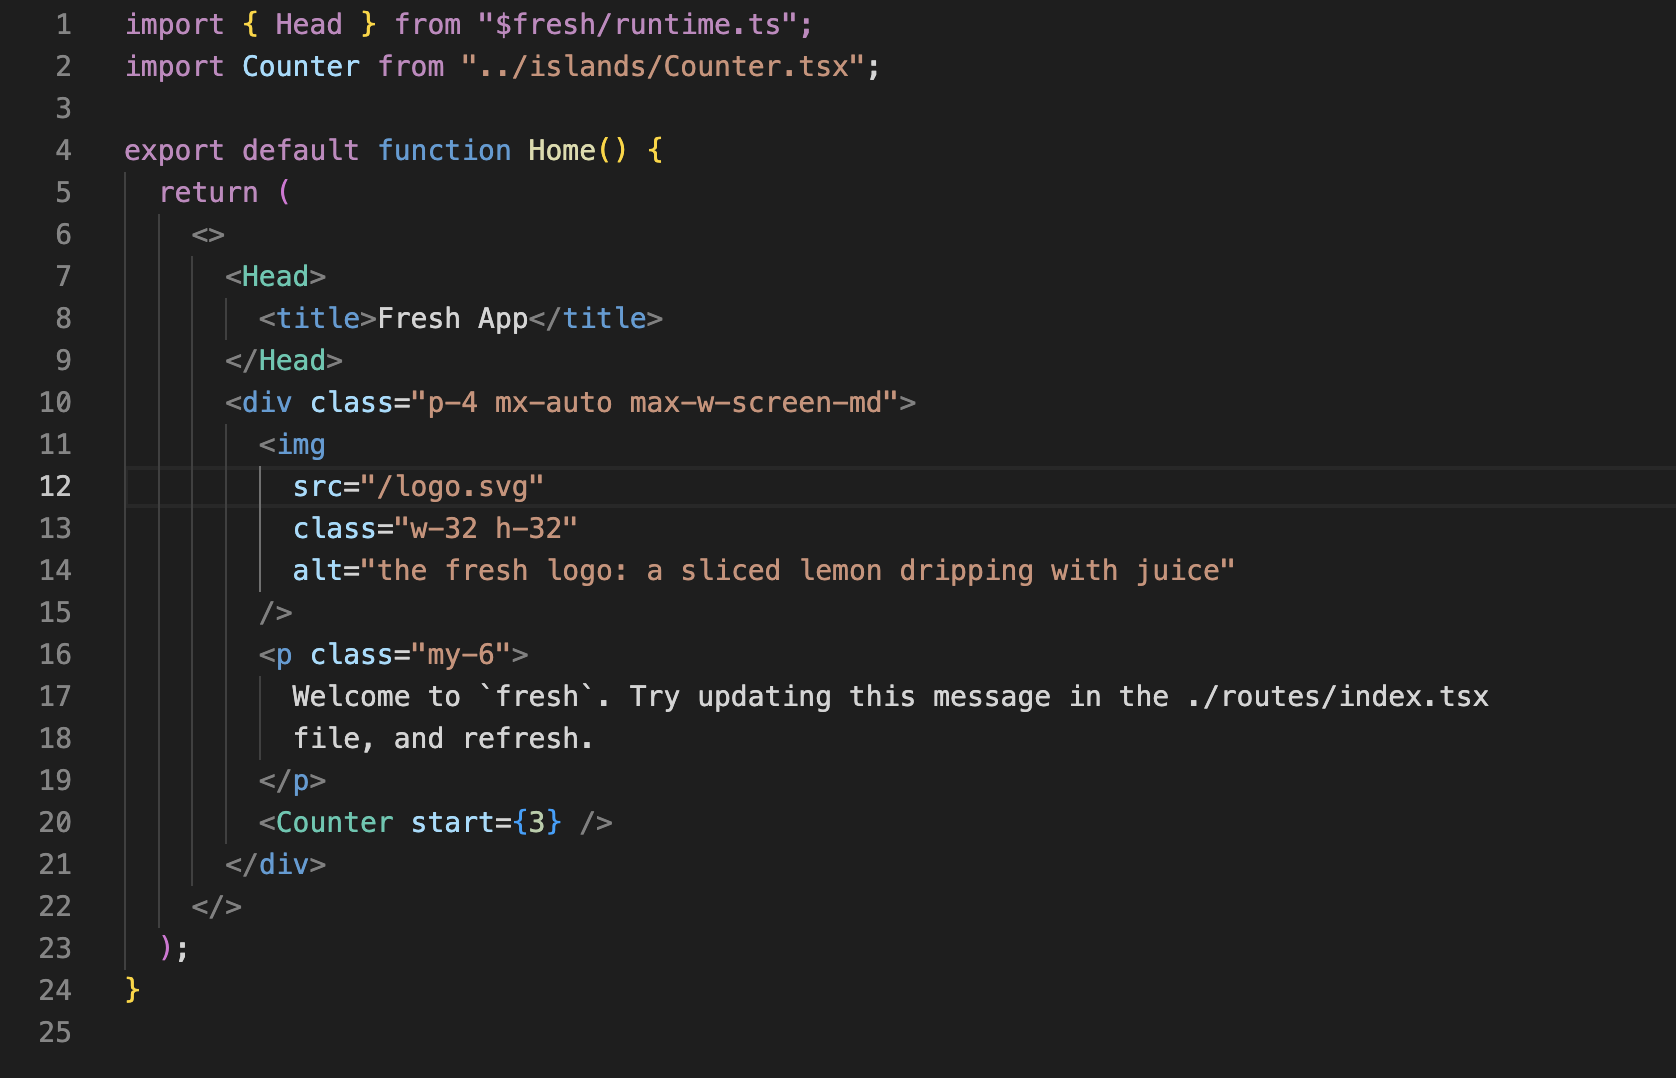 1 import { Head } from "$fresh/runtime.ts";
2 import Counter from "../islands/Counter.tsx";
3
4 export default function Home() {
5   return (
6     <>
7       <Head>
8         <title>Fresh App</title>
9       </Head>
10       <div class="p-4 mx-auto max-w-screen-md">
11         <img
12           src="/logo.svg"
13           class="w-32 h-32"
14           alt="the fresh logo: a sliced lemon dripping with juice"
15         />
16         <p class="my-6">
17           Welcome to `fresh`. Try updating this message in the ./routes/index.tsx
18           file, and refresh.
19         </p>
20         <Counter start={3} />
21       </div>
22     </>
23   );
24 }
25